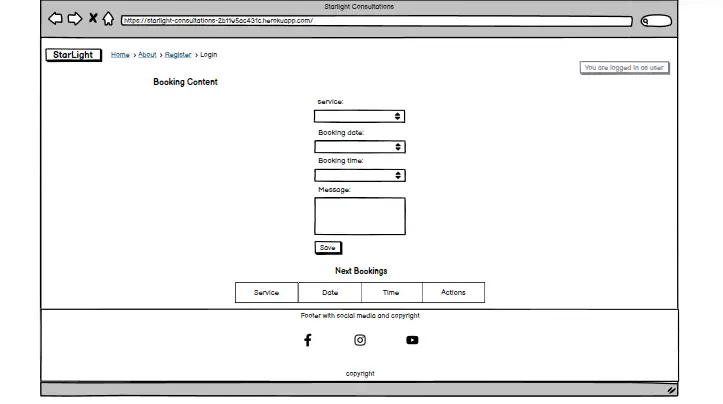 Starlight Consultations
https://starlight-consultations-2b1f45ac431c.herokuapp.com/
StarLight
Home > About > Register > Login
You are logged in as user
Booking Content
service:
Booking date:
Booking time:
Message:
Save
Next Bookings
Service Date Time Actions
Footer with social media and copyright
copyright